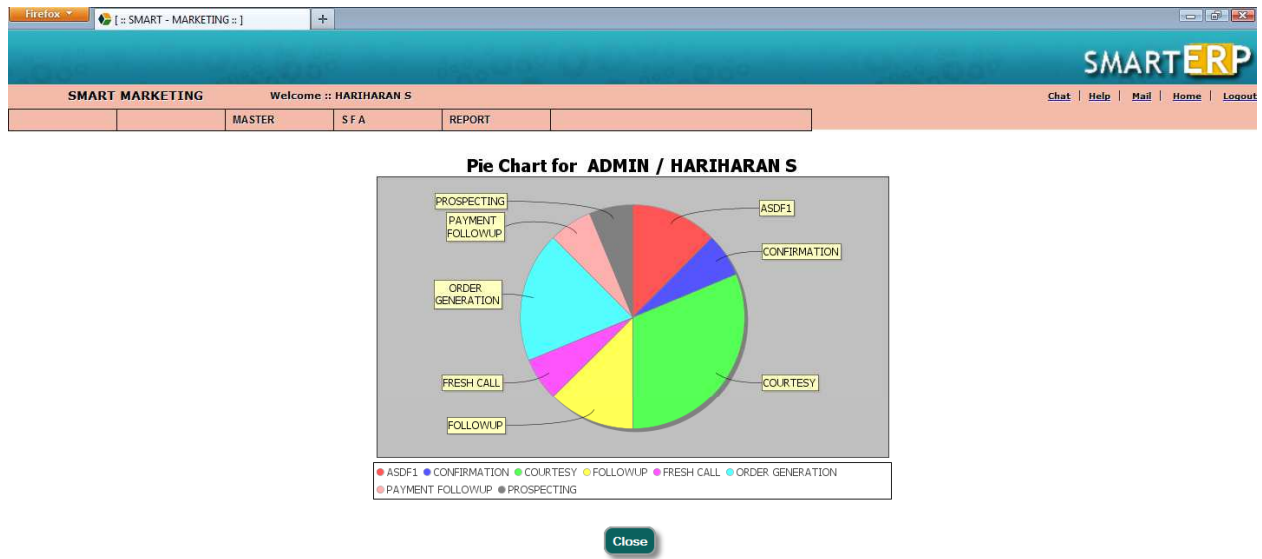 Firefox
[ :: SMART - MARKETING :: ]
+
SMARTERP
SMART MARKETING Welcome :: HARIHARAN S Chat | Help | Mail | Home | Logout
MASTER S F A REPORT
Pie Chart for ADMIN / HARIHARAN S
PROSPECTING
ASDF1
PAYMENT
FOLLOWUP
CONFIRMATION
ORDER
GENERATION
FRESH CALL
COURTESY
FOLLOWUP
ASDF1 CONFIRMATION COURTESY FOLLOWUP FRESH CALL ORDER GENERATION
PAYMENT FOLLOWUP PROSPECTING
Close